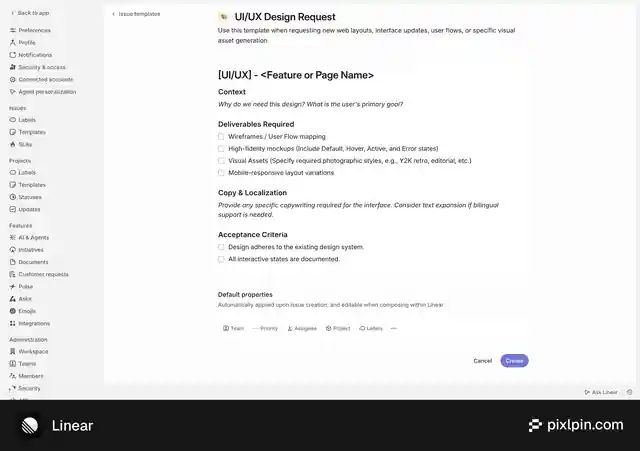 Back to app
Preferences
Profile
Notifications
Security & access
Connected accounts
Agent personalization
Issues
Labels
Templates
SLAs
Projects
Labels
Templates
Statuses
Updates
Features
AI & Agents
Initiatives
Documents
Customer requests
Pulse
Asks
Emojis
Integrations
Administration
Workspace
Teams
Members
Security
Issue templates
UI/UX Design Request
Use this template when requesting new web layouts, interface updates, user flows, or specific visual
asset generation
[UI/UX] - <Feature or Page Name>
Context
Why do we need this design? What is the user's primary goal?
Deliverables Required
Wireframes / User Flow mapping
High-fidelity mockups (Include Default, Hover, Active, and Error states)
Visual Assets (Specify required photographic styles, e.g., Y2K retro, editorial, etc.)
Mobile-responsive layout variations
Copy & Localization
Provide any specific copywriting required for the interface. Consider text expansion if bilingual
support is needed.
Acceptance Criteria
Design adheres to the existing design system.
All interactive states are documented.
Default properties
Automatically applied upon issue creation, and editable when composing within Linear
Team Priority Assignee Project Labels
Cancel Create
Ask Linear
Linear
pixlpin.com